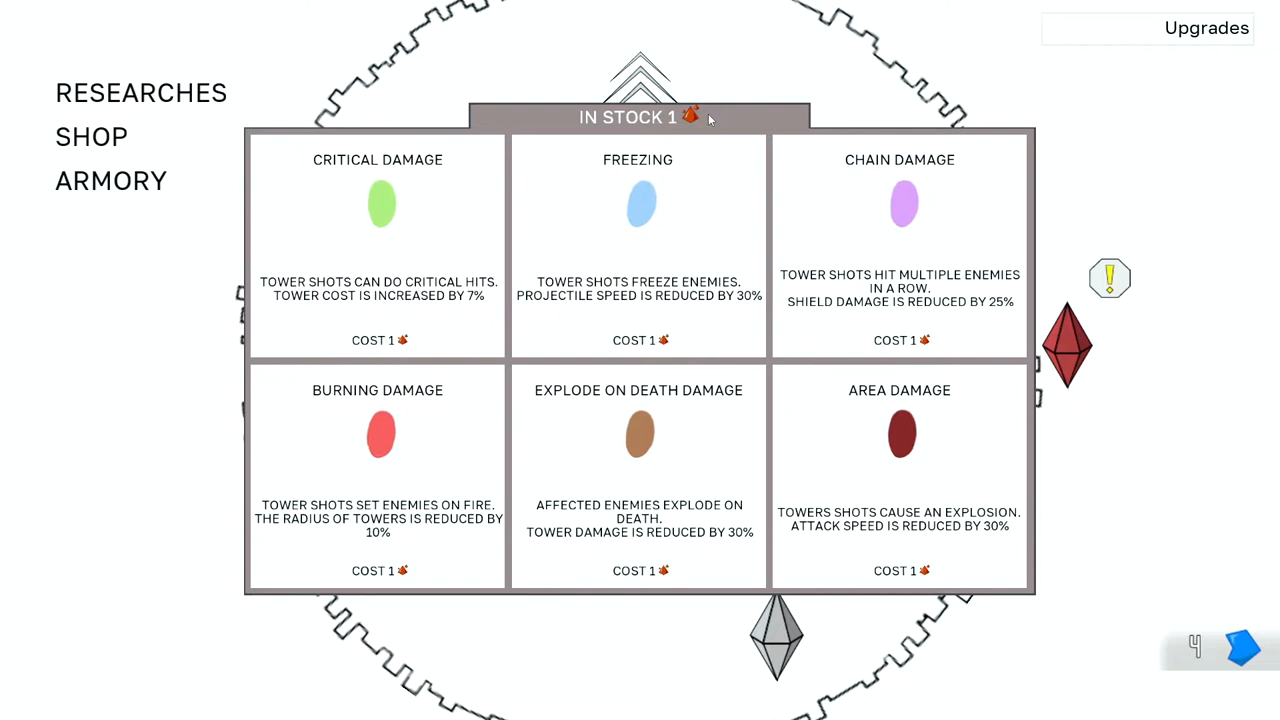 Upgrades
RESEARCHES
SHOP
ARMORY
IN STOCK 1
CRITICAL DAMAGE
TOWER SHOTS CAN DO CRITICAL HITS.
TOWER COST IS INCREASED BY 7%
COST 1
FREEZING
TOWER SHOTS FREEZE ENEMIES.
PROJECTILE SPEED IS REDUCED BY 30%
COST 1
CHAIN DAMAGE
TOWER SHOTS HIT MULTIPLE ENEMIES
IN A ROW.
SHIELD DAMAGE IS REDUCED BY 25%
COST 1
BURNING DAMAGE
TOWER SHOTS SET ENEMIES ON FIRE.
THE RADIUS OF TOWERS IS REDUCED BY
10%
COST 1
EXPLODE ON DEATH DAMAGE
AFFECTED ENEMIES EXPLODE ON
DEATH.
TOWER DAMAGE IS REDUCED BY 30%
COST 1
AREA DAMAGE
TOWERS SHOTS CAUSE AN EXPLOSION.
ATTACK SPEED IS REDUCED BY 30%
COST 1
4